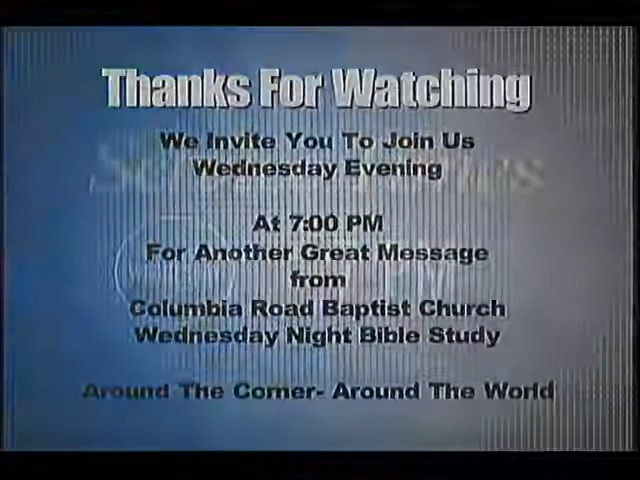 Thanks For Watching
We Invite You To Join Us
Wednesday Evening
At 7:00 PM
For Another Great Message
from
Columbia Road Baptist Church
Wednesday Night Bible Study
Around The Corner- Around The World